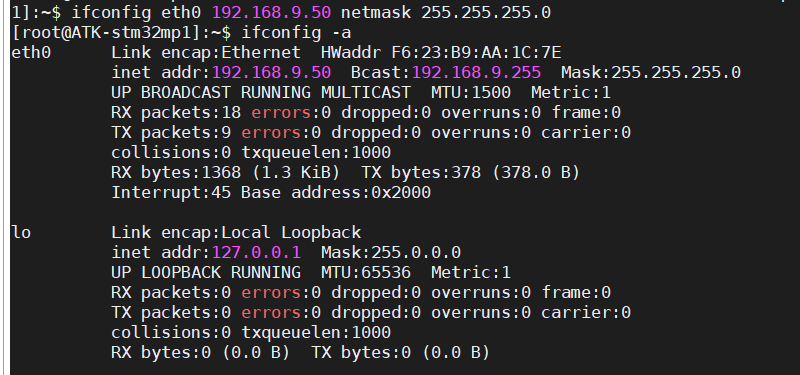 1]:~$ ifconfig eth0 192.168.9.50 netmask 255.255.255.0
[root@ATK-stm32mp1]:~$ ifconfig -a
eth0      Link encap:Ethernet  HWaddr F6:23:B9:AA:1C:7E
          inet addr:192.168.9.50  Bcast:192.168.9.255  Mask:255.255.255.0
          UP BROADCAST RUNNING MULTICAST  MTU:1500  Metric:1
          RX packets:18 errors:0 dropped:0 overruns:0 frame:0
          TX packets:9 errors:0 dropped:0 overruns:0 carrier:0
          collisions:0 txqueuelen:1000
          RX bytes:1368 (1.3 KiB)  TX bytes:378 (378.0 B)
          Interrupt:45 Base address:0x2000

lo        Link encap:Local Loopback
          inet addr:127.0.0.1  Mask:255.0.0.0
          UP LOOPBACK RUNNING  MTU:65536  Metric:1
          RX packets:0 errors:0 dropped:0 overruns:0 frame:0
          TX packets:0 errors:0 dropped:0 overruns:0 carrier:0
          collisions:0 txqueuelen:1000
          RX bytes:0 (0.0 B)  TX bytes:0 (0.0 B)